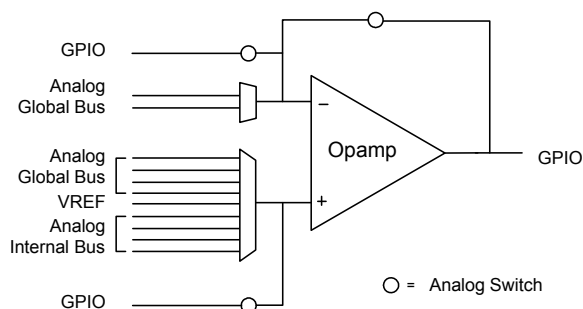 GPIO
Analog
Global Bus
−
Opamp
GPIO
Analog
Global Bus
VREF
+
Analog
Internal Bus
GPIO
= Analog Switch